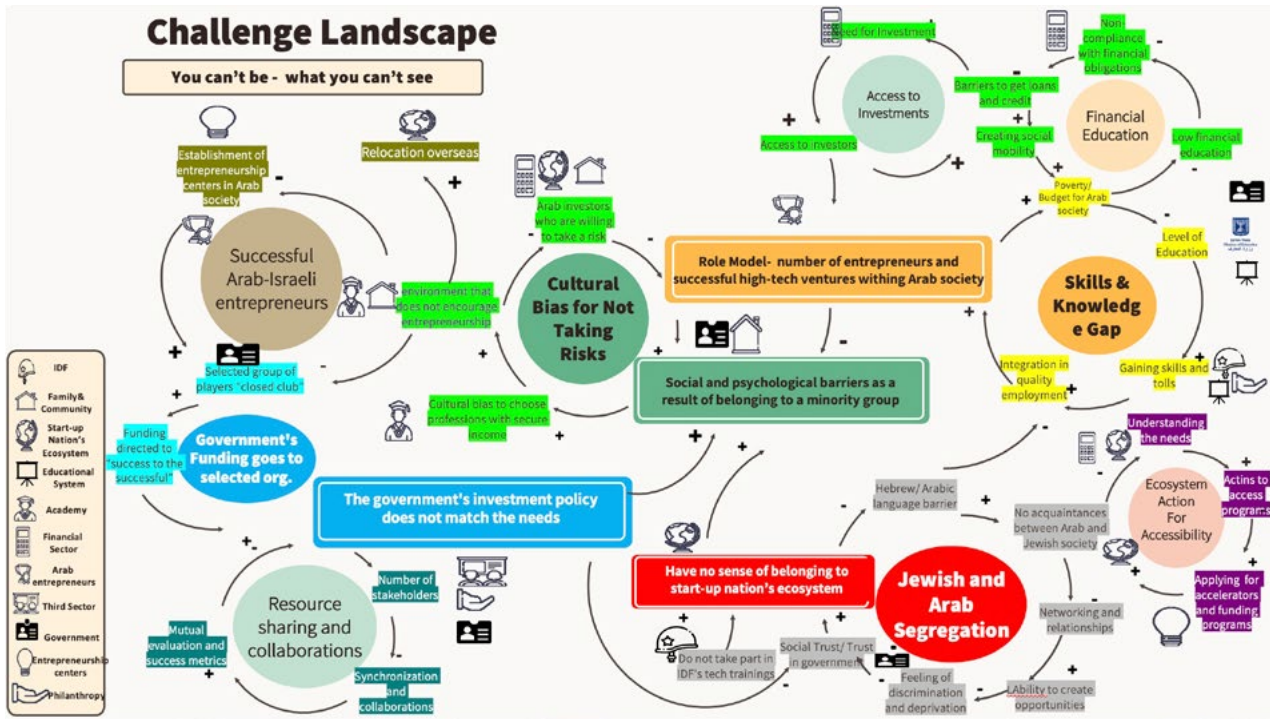 Challenge Landscape
You can't be - what you can't see
Establishment of
entrepreneurship
centers in Arab
society
Relocation overseas
Successful
Arab-Israeli
entrepreneurs
environment that
does not encourage
entrepreneurship
Selected group of
players "closed club"
Funding
directed to
"success to the
successful"
Government's
Funding goes to
selected org.
Arab investors
who are willing
to take a risk
Cultural
Bias for Not
Taking
Risks
Cultural bias to choose
professions with secure
income
Need for Investment
Access to
Investments
Access to investors
Barriers to get loans
and credit
Creating social
mobility
Non-
compliance
with financial
obligations
Financial
Education
Low financial
education
Poverty/
Budget for Arab
society
Level of
Education
Skills &
Knowledg
e Gap
Gaining skills and
tolls
Integration in
quality
employment
Role Model- number of entrepreneurs and
successful high-tech ventures withing Arab society
Social and psychological barriers as a
result of belonging to a minority group
The government's investment policy
does not match the needs
Have no sense of belonging to
start-up nation's ecosystem
Jewish and
Arab
Segregation
Hebrew/ Arabic
language barrier
No acquaintances
between Arab and
Jewish society
Networking and
relationships
LAbility to create
opportunities
Feeling of
discrimination
and deprivation
Social Trust/ Trust
in government
Do not take part in
IDF's tech trainings
Understanding
the needs
Ecosystem
Action
For
Accessibility
Actins to
access
programs
Applying for
accelerators
and funding
programs
Resource
sharing and
collaborations
Number of
stakeholders
Synchronization
and
collaborations
Mutual
evaluation and
success metrics
IDF
Family&
Community
Start-up
Nation's
Ecosystem
Educational
System
Academy
Financial
Sector
Arab
entrepreneurs
Third Sector
Government
Entrepreneurship
centers
Philanthropy